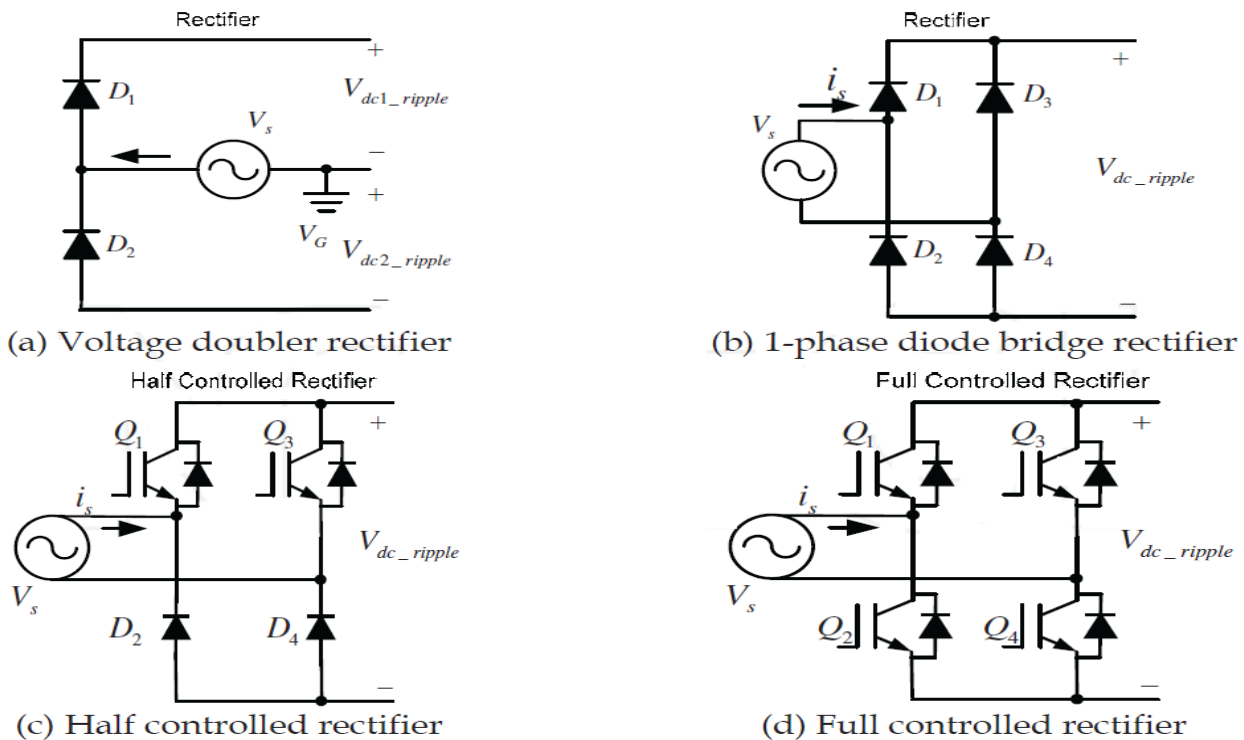 Rectifier
+
D1
Vdc1_ripple
Vs
−
+
VG
D2
Vdc2_ripple
−
(a) Voltage doubler rectifier
Rectifier
+
is
D1
D3
Vs
Vdc_ripple
D2
D4
−
(b) 1-phase diode bridge rectifier
Half Controlled Rectifier
+
Q1
Q3
is
Vdc_ripple
Vs
D2
D4
−
(c) Half controlled rectifier
Full Controlled Rectifier
+
Q1
Q3
is
Vdc_ripple
Vs
Q2
Q4
−
(d) Full controlled rectifier